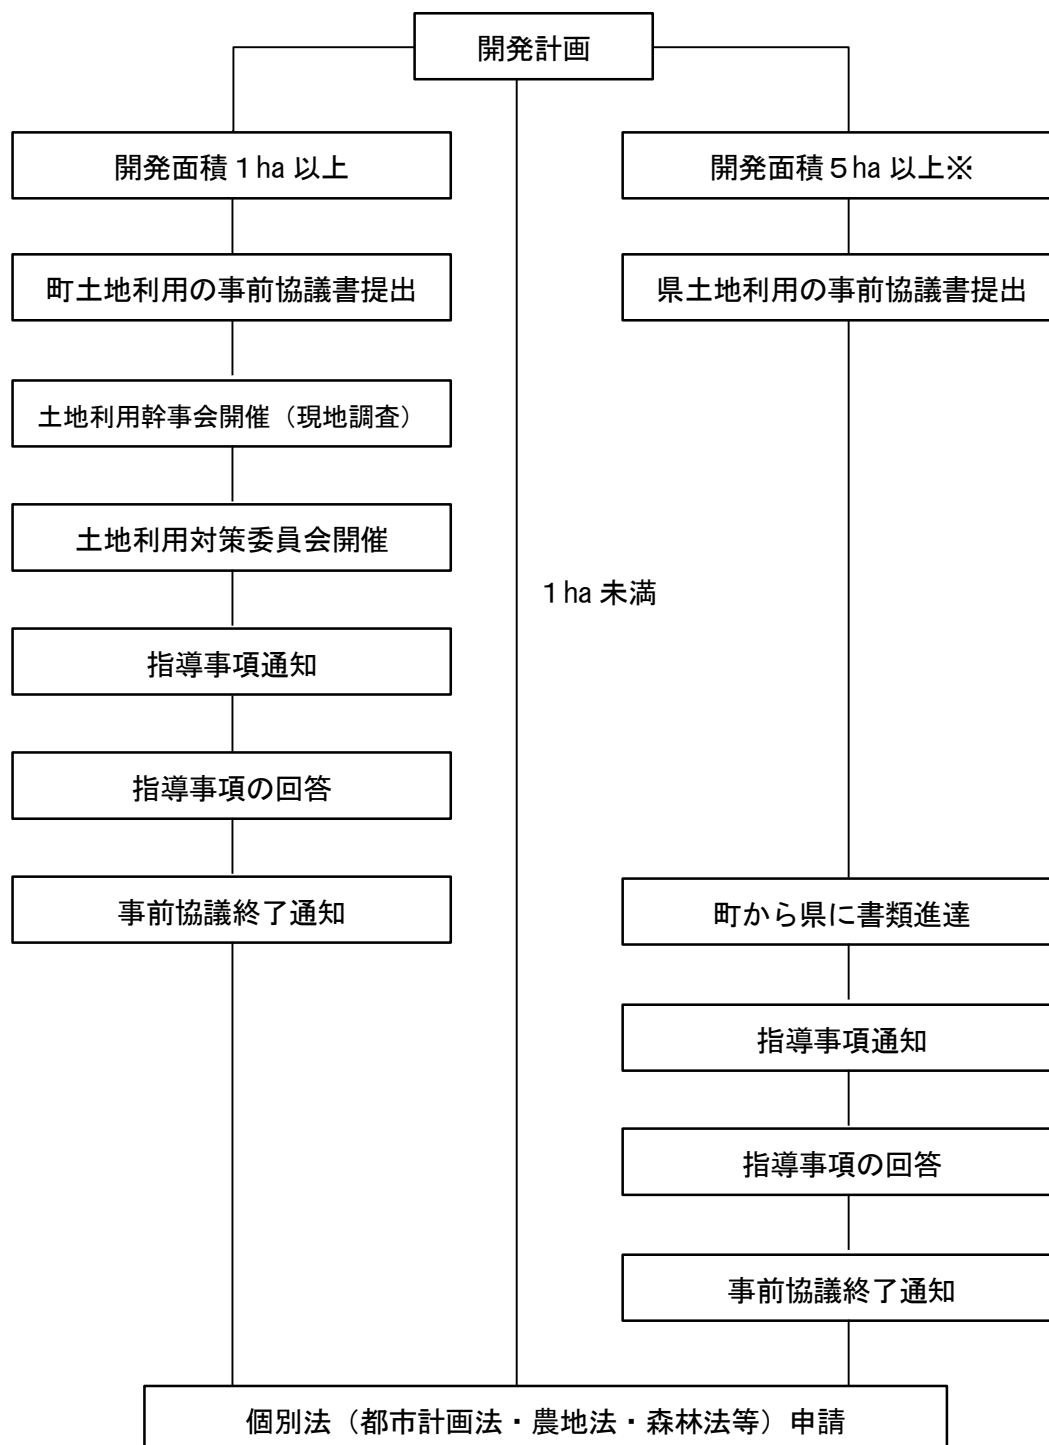 開発計画
開発面積１ha 以上
町土地利用の事前協議書提出
土地利用幹事会開催（現地調査）
土地利用対策委員会開催
指導事項通知
指導事項の回答
事前協議終了通知
１ha 未満
開発面積５ha 以上※
県土地利用の事前協議書提出
町から県に書類進達
指導事項通知
指導事項の回答
事前協議終了通知
個別法（都市計画法・農地法・森林法等）申請